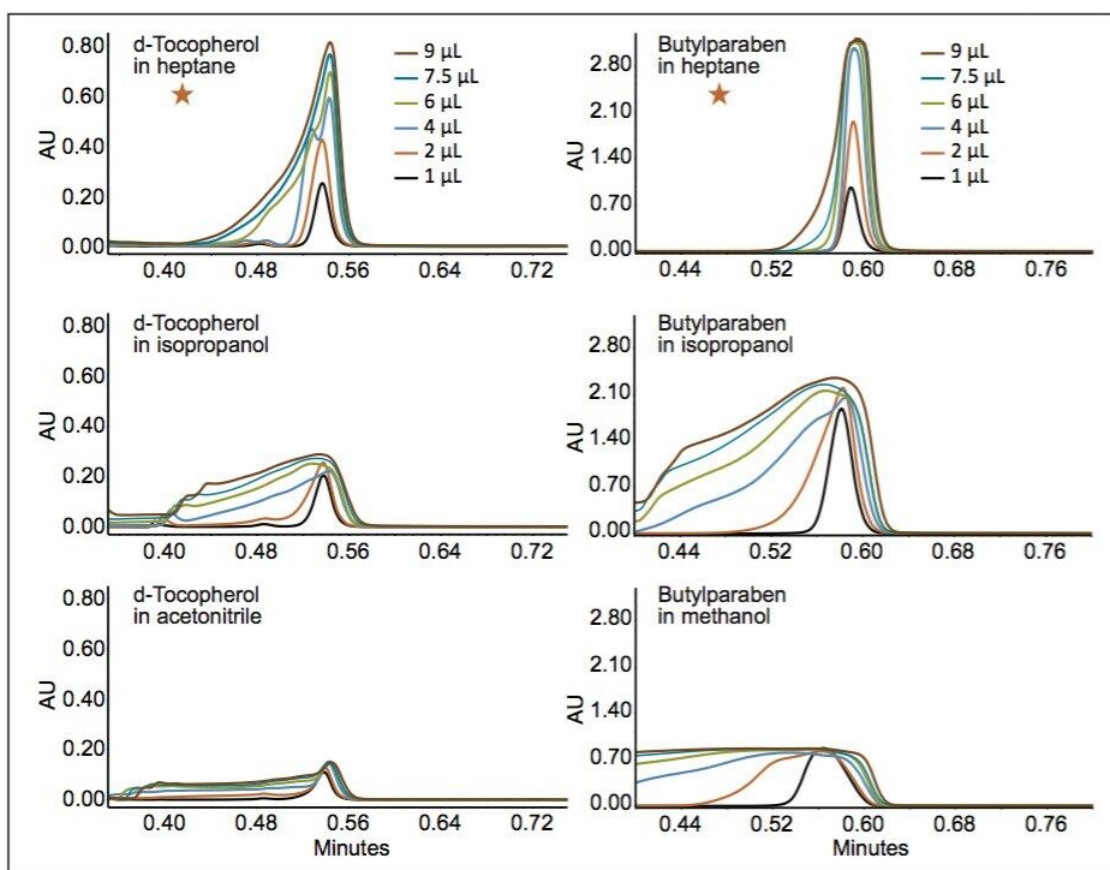 d-Tocopherol
in heptane
9 µL
7.5 µL
6 µL
4 µL
2 µL
1 µL
AU
0.80
0.60
0.40
0.20
0.00
0.40 0.48 0.56 0.64 0.72
Butylparaben
in heptane
9 µL
7.5 µL
6 µL
4 µL
2 µL
1 µL
AU
2.80
2.10
1.40
0.70
0.00
0.44 0.52 0.60 0.68 0.76
d-Tocopherol
in isopropanol
AU
0.80
0.60
0.40
0.20
0.00
0.40 0.48 0.56 0.64 0.72
Butylparaben
in isopropanol
AU
2.80
2.10
1.40
0.70
0.00
0.44 0.52 0.60 0.68 0.76
d-Tocopherol
in acetonitrile
AU
0.80
0.60
0.40
0.20
0.00
0.40 0.48 0.56 0.64 0.72
Minutes
Butylparaben
in methanol
AU
2.80
2.10
1.40
0.70
0.00
0.44 0.52 0.60 0.68 0.76
Minutes